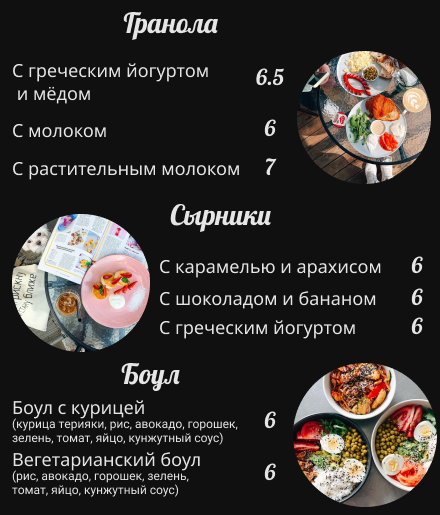 Гранола
С греческим йогуртом
и мёдом
6.5
С молоком
6
С растительным молоком
7
Сырники
С карамелью и арахисом
6
С шоколадом и бананом
6
С греческим йогуртом
6
Боул
Боул с курицей
(курица терияки, рис, авокадо, горошек,
зелень, томат, яйцо, кунжутный соус)
6
Вегетарианский боул
(рис, авокадо, горошек, зелень,
томат, яйцо, кунжутный соус)
6